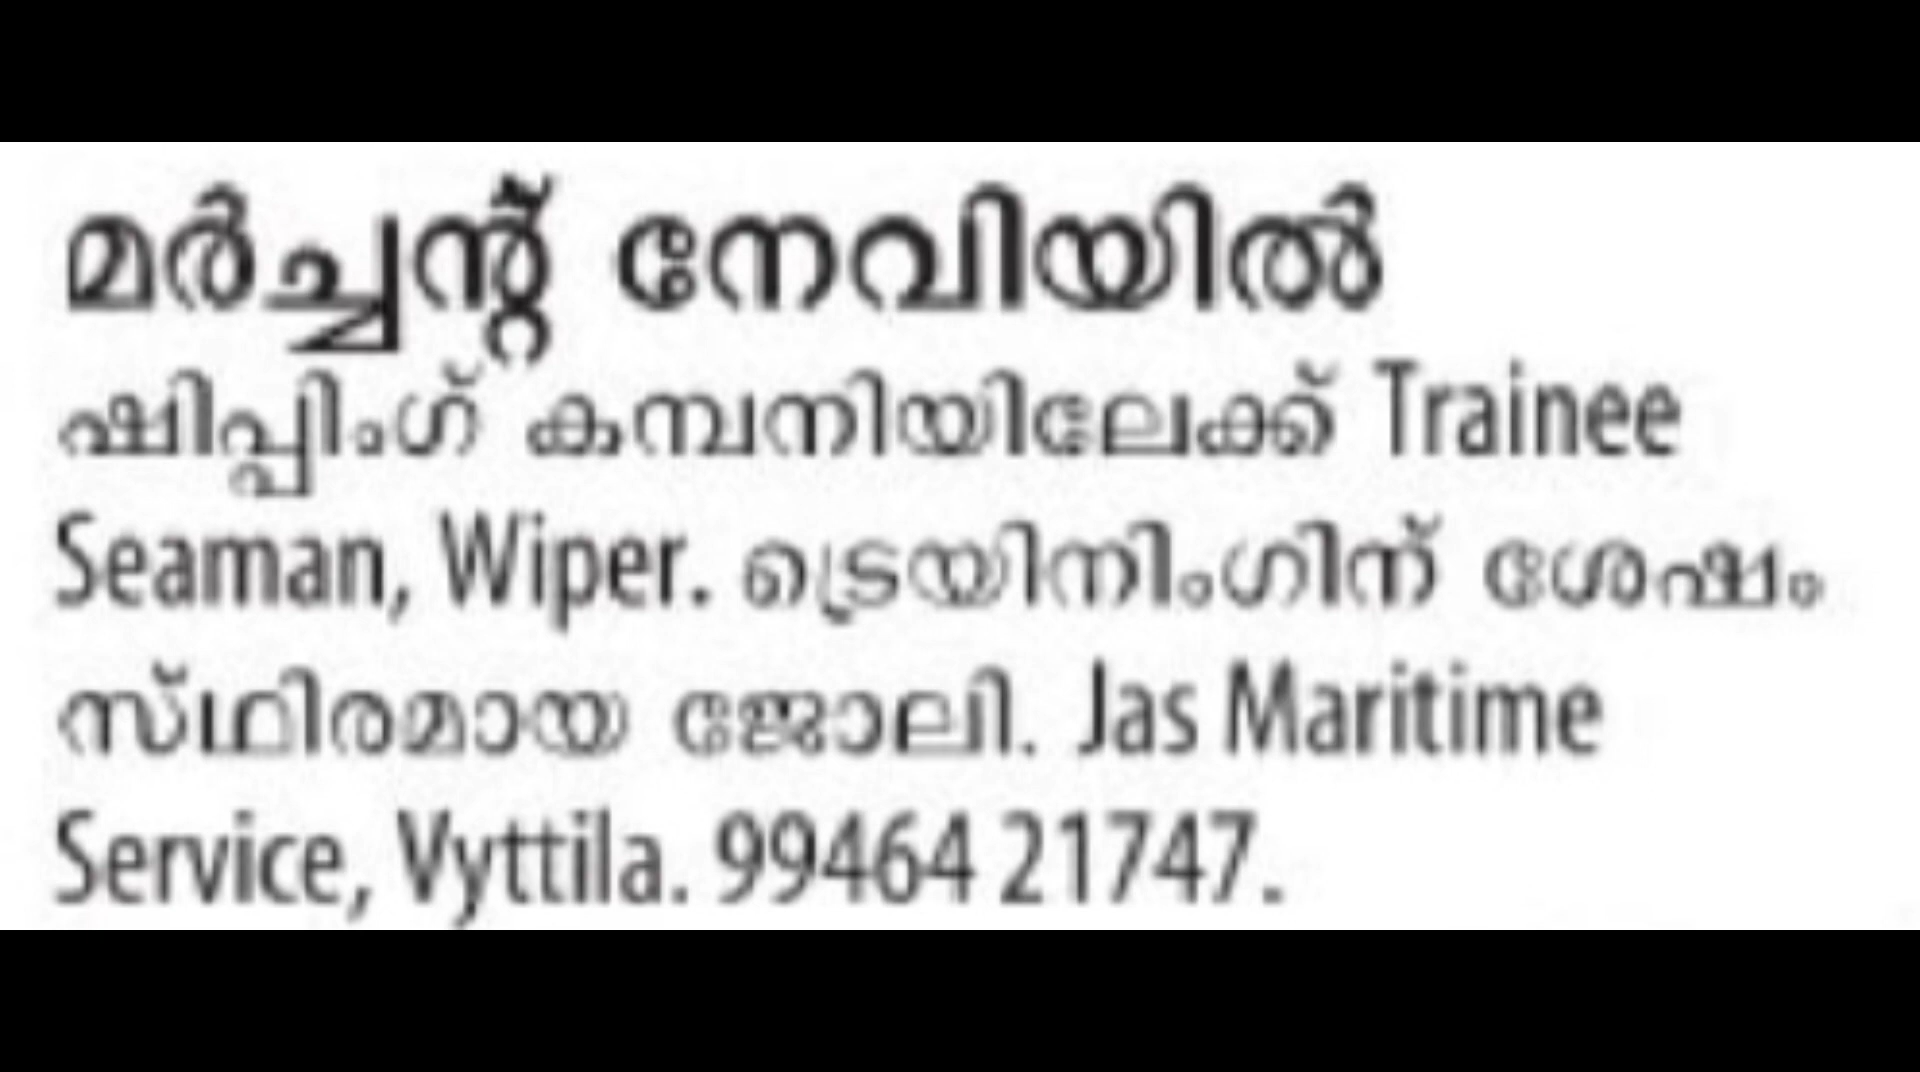 മർച്ചന്റ് നേവിയിൽ
ഷിപ്പിംഗ് കമ്പനിയിലേക്ക് Trainee
Seaman, Wiper. ട്രെയിനിംഗിന് ശേഷം
സ്ഥിരമായ ജോലി. Jas Maritime
Service, Vyttila. 99464 21747.